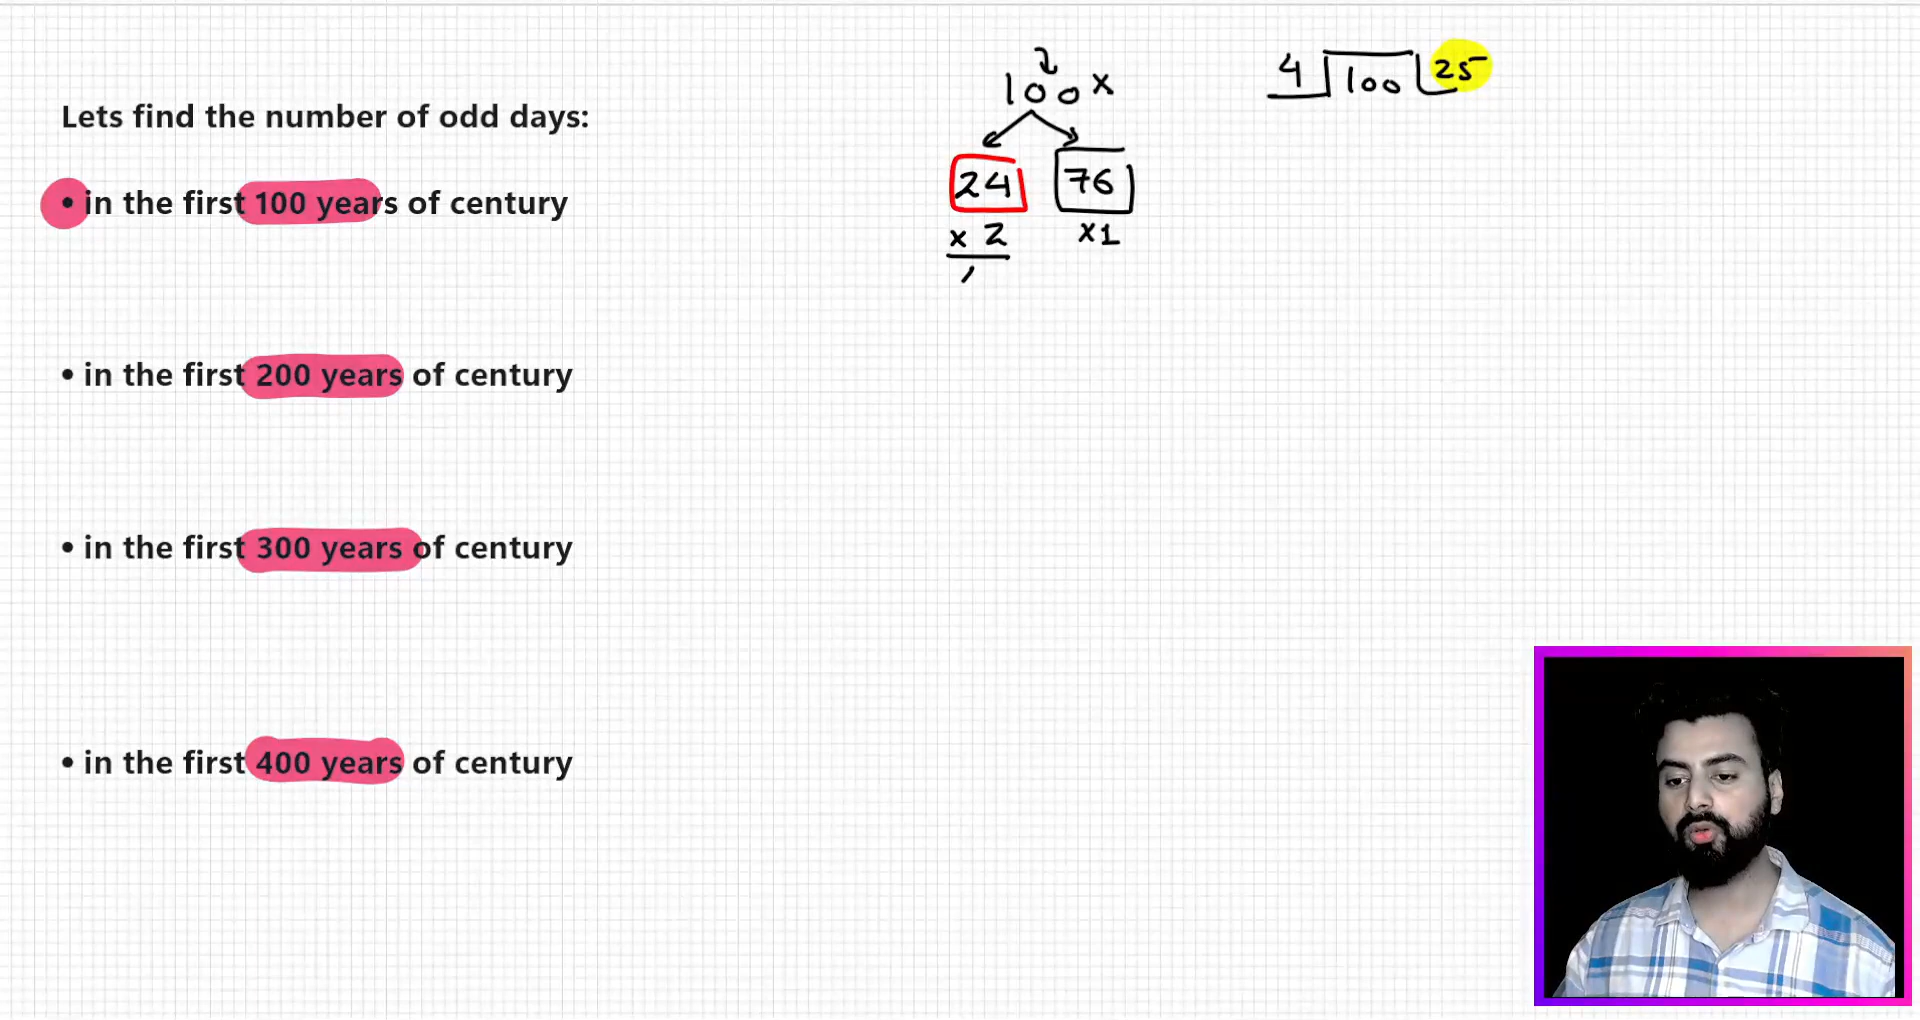 Lets find the number of odd days:
• in the first 100 years of century
• in the first 200 years of century
• in the first 300 years of century
• in the first 400 years of century
100 x
24 76
x 2 x1
4 100 25